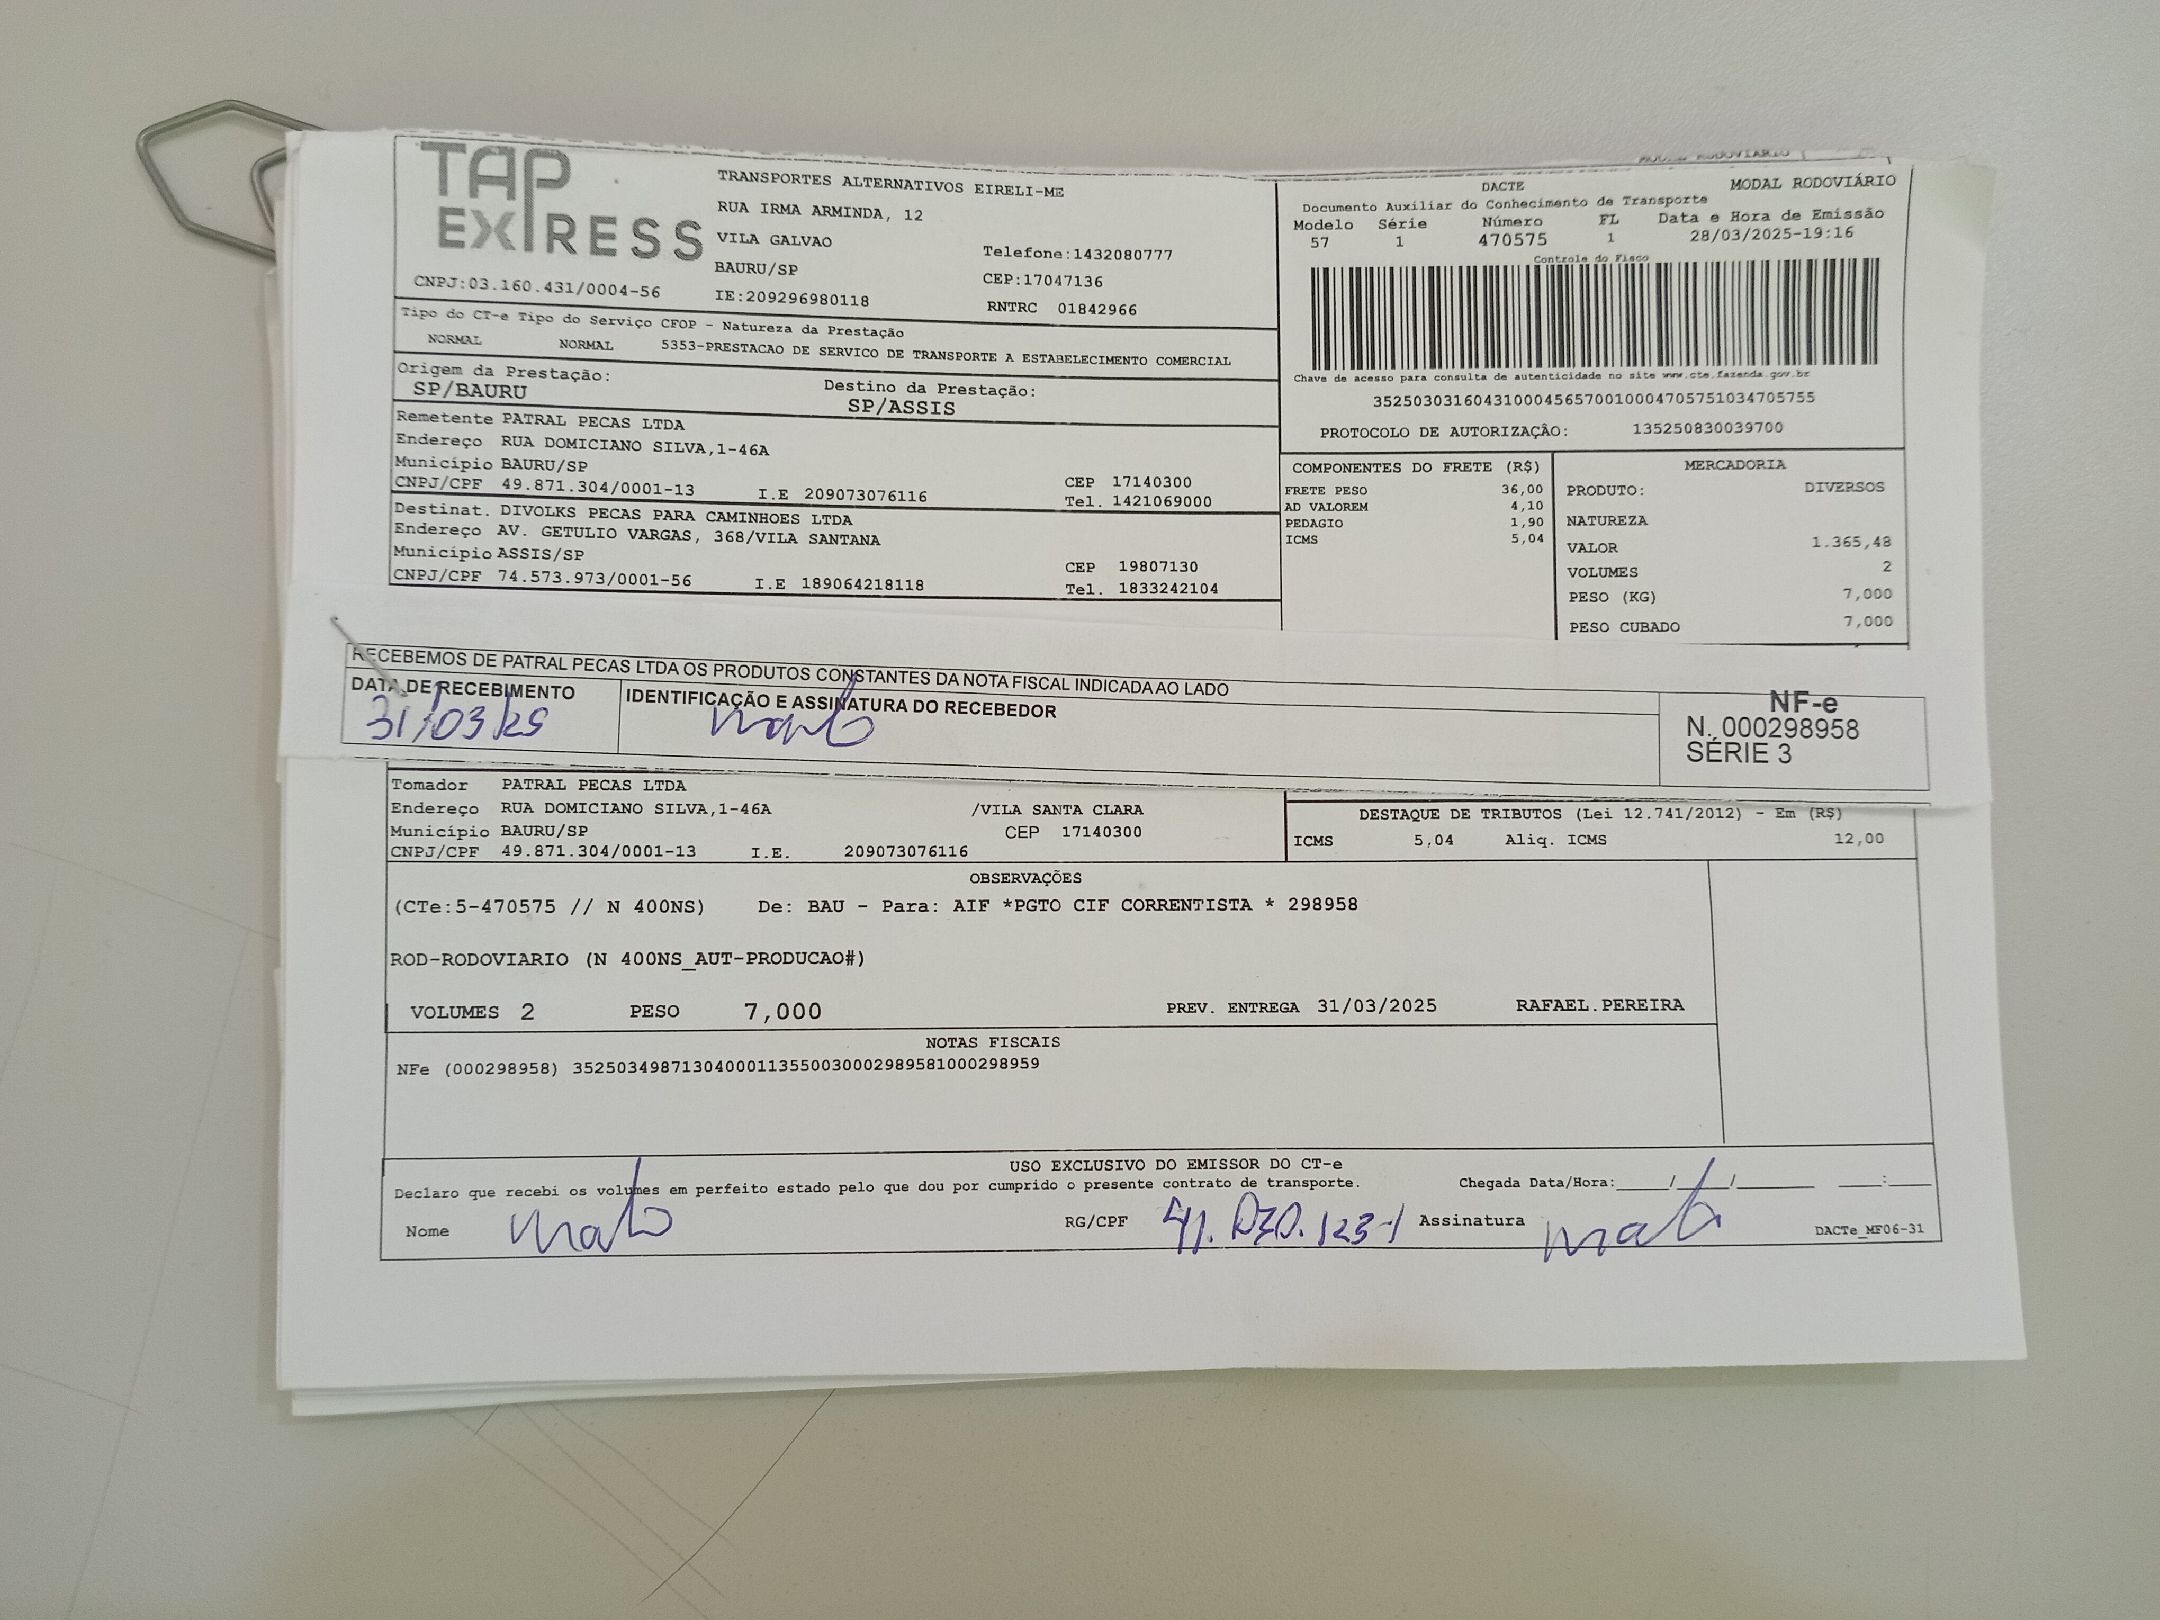 TAP EXPRESS
CNPJ:03.160.431/0004-56
TRANSPORTES ALTERNATIVOS EIRELI-ME
RUA IRMA ARMINDA, 12
VILA GALVAO
BAURU/SP
IE:209296980118
Telefone:1432080777
CEP:17047136
RNTRC 01842966
MODAL RODOVIÁRIO
DACTE
Documento Auxiliar do Conhecimento de Transporte
Modelo Série Número FL Data e Hora de Emissão
57 1 470575 1 28/03/2025-19:16
Controle do Fisco
Chave de acesso para consulta de autenticidade no site www.cte.fazenda.gov.br
35250303160431000456570010004705751034705755
PROTOCOLO DE AUTORIZAÇÃO: 135250830039700
Tipo do CT-e Tipo do Serviço CFOP - Natureza da Prestação
NORMAL NORMAL 5353-PRESTACAO DE SERVICO DE TRANSPORTE A ESTABELECIMENTO COMERCIAL
Origem da Prestação: Destino da Prestação:
SP/BAURU SP/ASSIS
Remetente PATRAL PECAS LTDA
Endereço RUA DOMICIANO SILVA,1-46A
Município BAURU/SP CEP 17140300
CNPJ/CPF 49.871.304/0001-13 I.E 209073076116 Tel. 1421069000
Destinat. DIVOLKS PECAS PARA CAMINHOES LTDA
Endereço AV. GETULIO VARGAS, 368/VILA SANTANA
Município ASSIS/SP CEP 19807130
CNPJ/CPF 74.573.973/0001-56 I.E 189064218118 Tel. 1833242104
COMPONENTES DO FRETE (R$)
FRETE PESO 36,00
AD VALOREM 4,10
PEDAGIO 1,90
ICMS 5,04
MERCADORIA
PRODUTO: DIVERSOS
NATUREZA
VALOR 1.365,48
VOLUMES 2
PESO (KG) 7,000
PESO CUBADO 7,000
RECEBEMOS DE PATRAL PECAS LTDA OS PRODUTOS CONSTANTES DA NOTA FISCAL INDICADA AO LADO
DATA DE RECEBIMENTO IDENTIFICAÇÃO E ASSINATURA DO RECEBEDOR
31/03/25
NF-e
N. 000298958
SÉRIE 3
Tomador PATRAL PECAS LTDA
Endereço RUA DOMICIANO SILVA,1-46A /VILA SANTA CLARA
Município BAURU/SP CEP 17140300
CNPJ/CPF 49.871.304/0001-13 I.E. 209073076116
DESTAQUE DE TRIBUTOS (Lei 12.741/2012) - Em (R$)
ICMS 5,04 Aliq. ICMS 12,00
OBSERVAÇÕES
(CTe:5-470575 // N 400NS) De: BAU - Para: AIF *PGTO CIF CORRENTISTA * 298958
ROD-RODOVIARIO (N 400NS_AUT-PRODUCAO#)
VOLUMES 2 PESO 7,000 PREV. ENTREGA 31/03/2025 RAFAEL.PEREIRA
NOTAS FISCAIS
NFe (000298958) 35250349871304000113550030002989581000298959
USO EXCLUSIVO DO EMISSOR DO CT-e
Declaro que recebi os volumes em perfeito estado pelo que dou por cumprido o presente contrato de transporte. Chegada Data/Hora:____/____/______ ___:___
Nome RG/CPF Assinatura DACTe_MF06-31